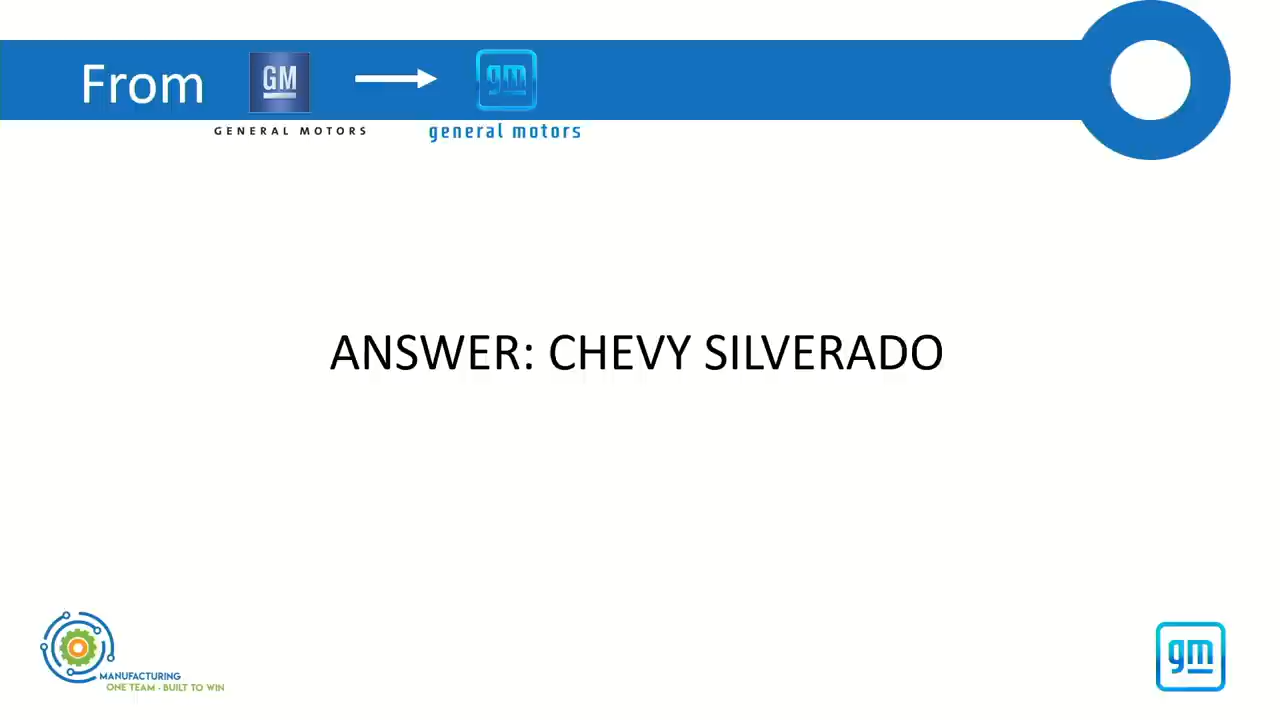 From
GM
GENERAL MOTORS
gm
general motors
ANSWER: CHEVY SILVERADO
MANUFACTURING
ONE TEAM - BUILT TO WIN
gm